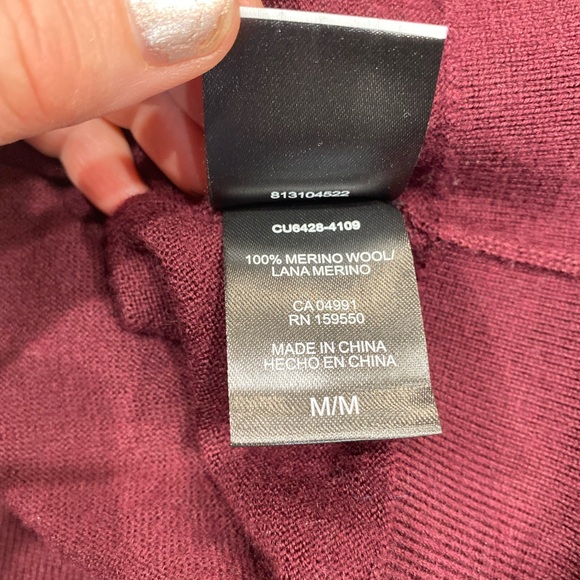 813104522
CU6428-4109
100% MERINO WOOL/
LANA MERINO
CA 04991
RN 159550
MADE IN CHINA
HECHO EN CHINA
M/M